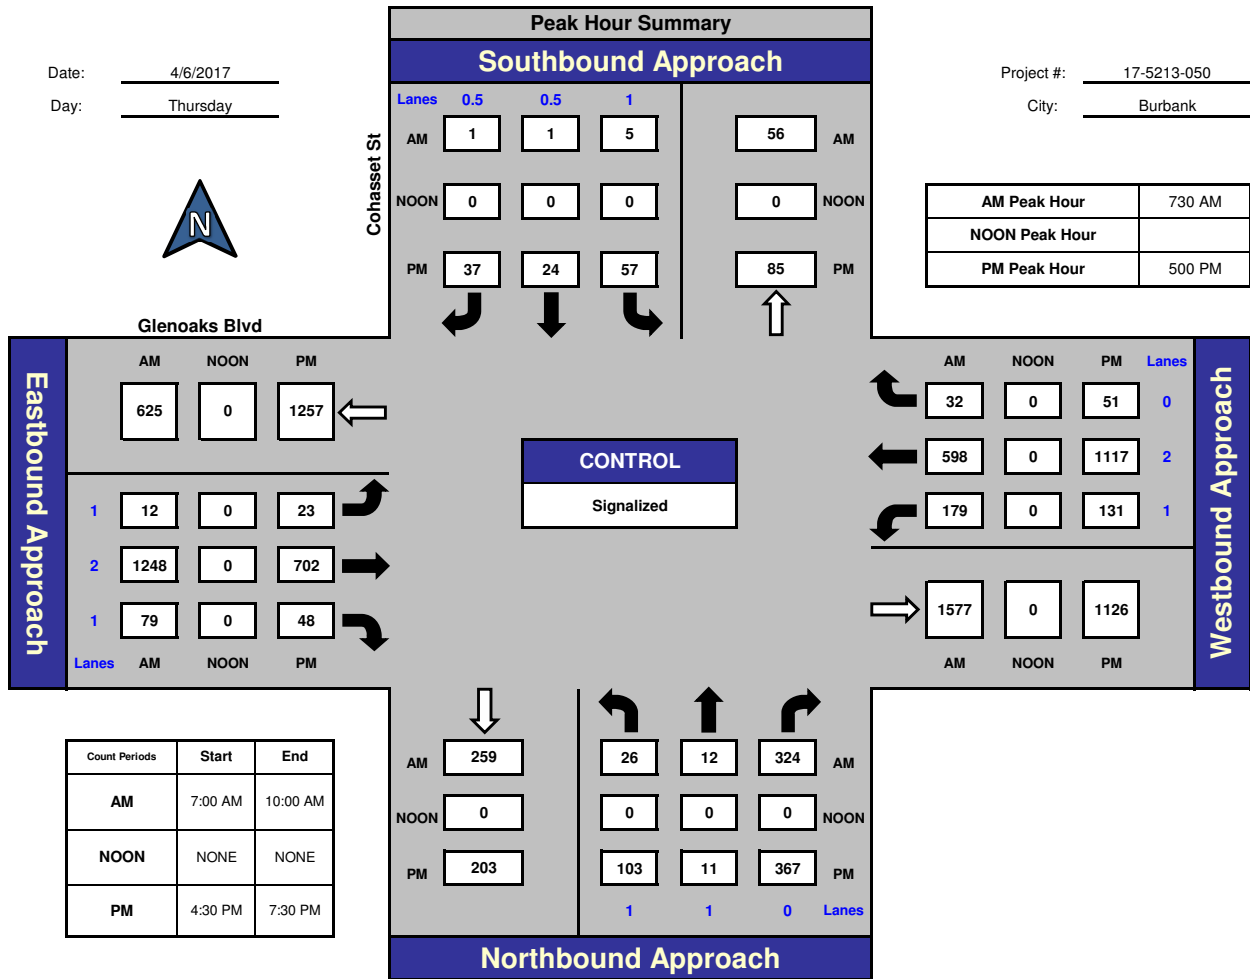 Peak Hour Summary
Southbound Approach
Date: 4/6/2017
Day: Thursday
Project #: 17-5213-050
City: Burbank
N
Cohasset St
Lanes 0.5 0.5 1
AM 1 1 5 56 AM
NOON 0 0 0 0 NOON
PM 37 24 57 85 PM
AM Peak Hour 730 AM
NOON Peak Hour
PM Peak Hour 500 PM
Glenoaks Blvd
Eastbound Approach
AM NOON PM
625 0 1257
1 12 0 23
2 1248 0 702
1 79 0 48
Lanes AM NOON PM
CONTROL
Signalized
AM NOON PM Lanes
32 0 51 0
598 0 1117 2
179 0 131 1
1577 0 1126
AM NOON PM
Westbound Approach
Count Periods Start End
AM 7:00 AM 10:00 AM
NOON NONE NONE
PM 4:30 PM 7:30 PM
AM 259 26 12 324 AM
NOON 0 0 0 0 NOON
PM 203 103 11 367 PM
1 1 0 Lanes
Northbound Approach